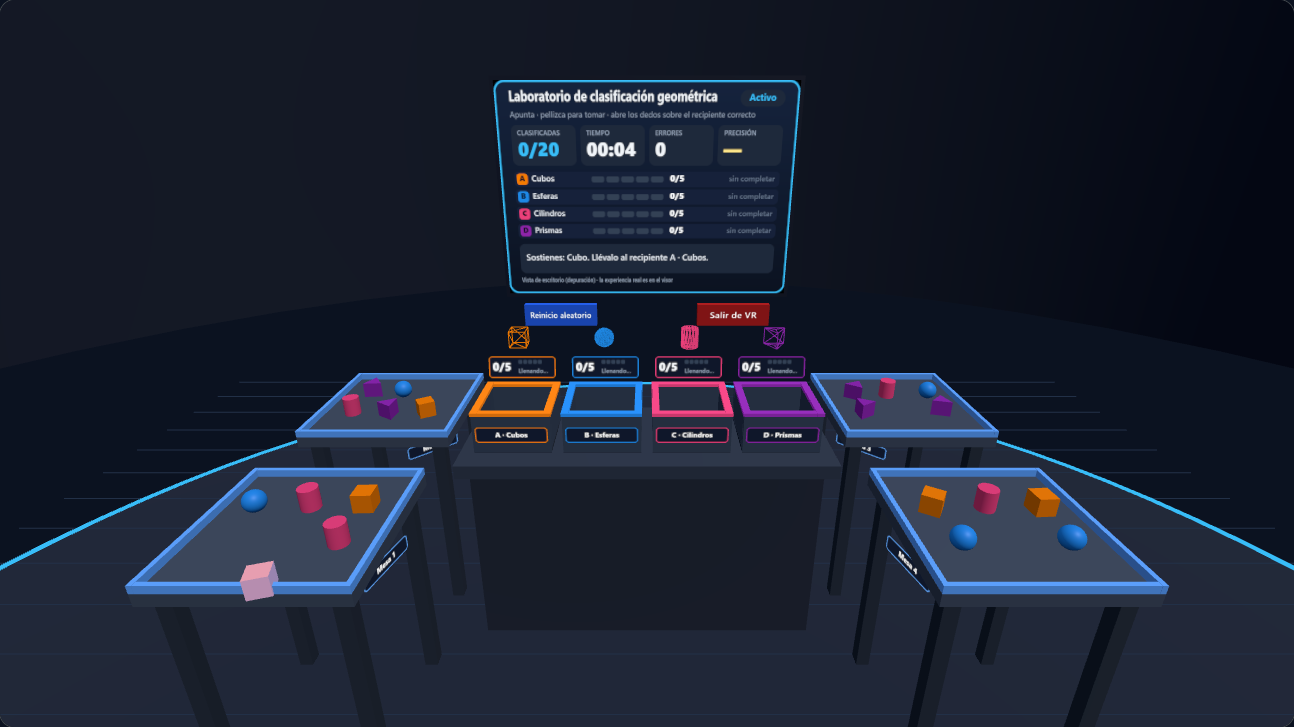 Laboratorio de clasificación geométrica
Activo
Apunta · pellizca para tomar · abre los dedos sobre el recipiente correcto
CLASIFICADAS
0/20
TIEMPO
00:04
ERRORES
0
PRECISIÓN
—
A Cubos 0/5 sin completar
B Esferas 0/5 sin completar
C Cilindros 0/5 sin completar
D Prismas 0/5 sin completar
Sostienes: Cubo. Llévalo al recipiente A - Cubos.
Vista de escritorio (depuración) · la experiencia real es en el visor
Reinicio aleatorio
Salir de VR
0/5 Llenando...
0/5 Llenando...
0/5 Llenando...
0/5 Llenando...
A · Cubos
B · Esferas
C · Cilindros
D · Prismas
Mesa 1
Mesa 4